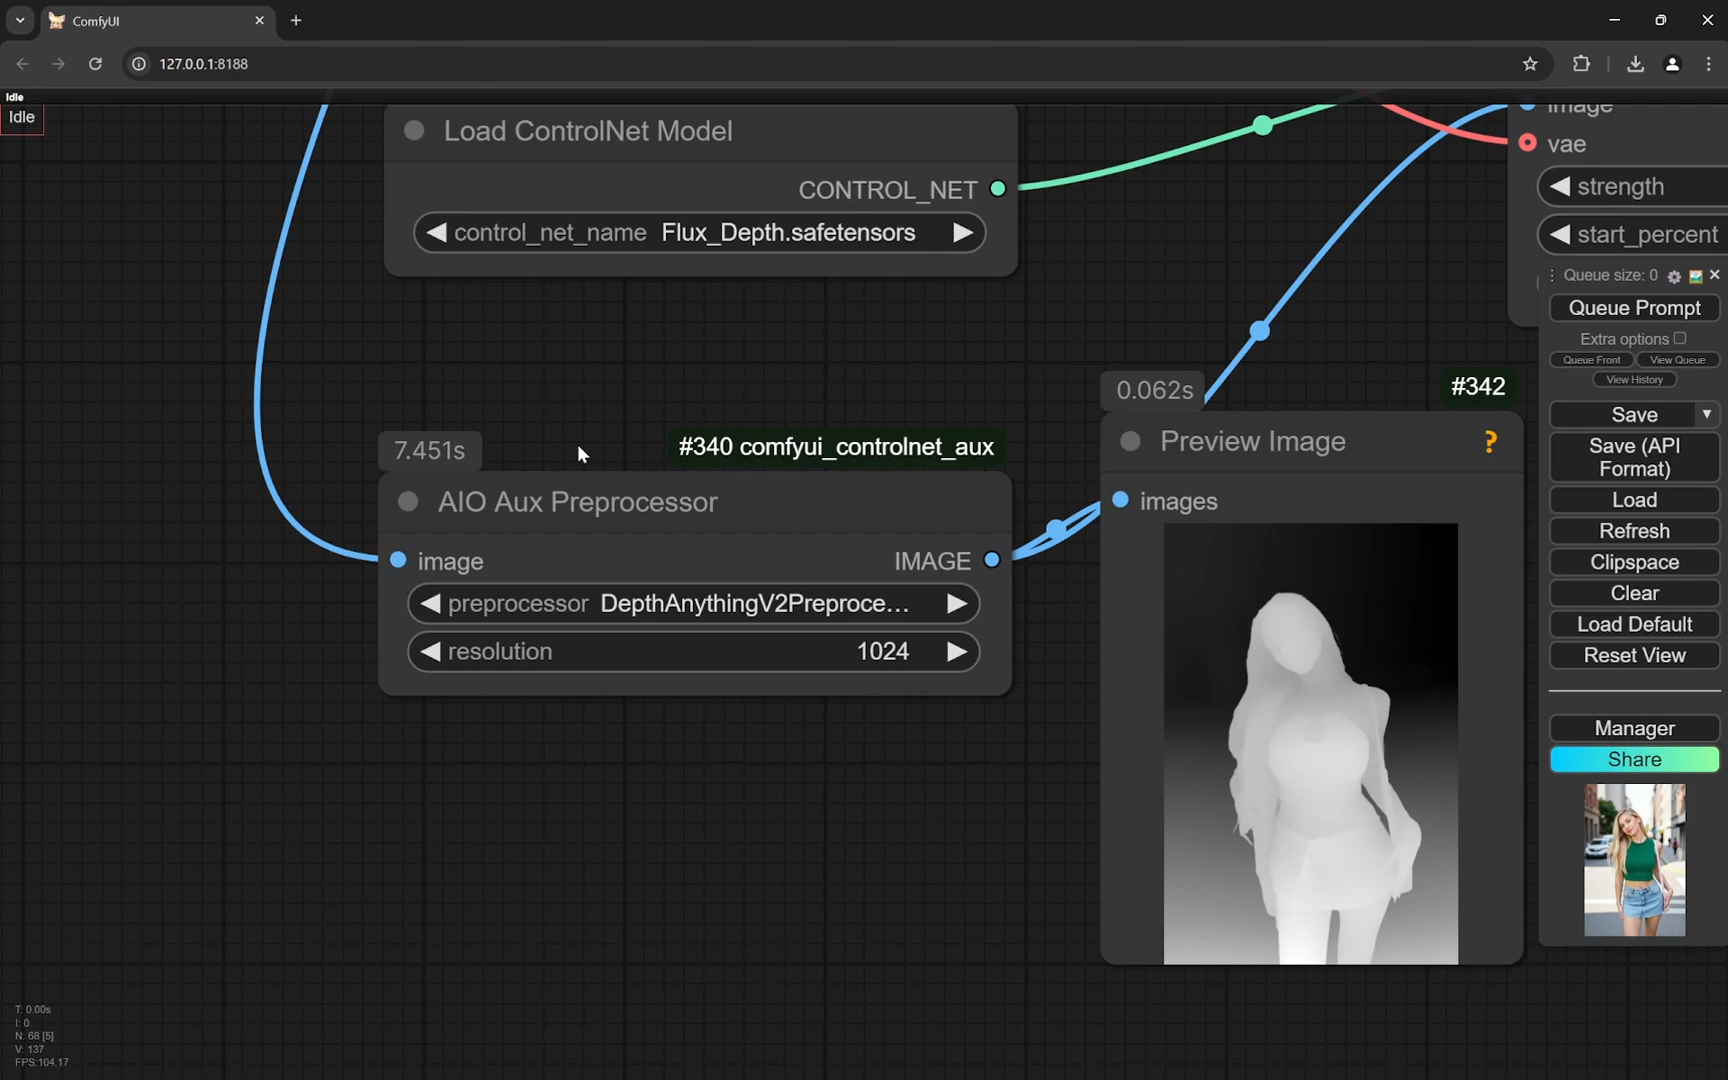 ComfyUI
127.0.0.1:8188
Idle
Idle
Load ControlNet Model
CONTROL_NET
control_net_name Flux_Depth.safetensors
image
vae
strength
start_percent
Queue size: 0
Queue Prompt
Extra options
Queue Front
View Queue
View History
Save
Save (API
Format)
Load
Refresh
Clipspace
Clear
Load Default
Reset View
Manager
Share
7.451s
#340 comfyui_controlnet_aux
AIO Aux Preprocessor
image
IMAGE
preprocessor DepthAnythingV2Preproce...
resolution 1024
0.062s
#342
Preview Image ?
images
T: 0.00s
I: 0
N: 68 [5]
V: 137
FPS:104.17